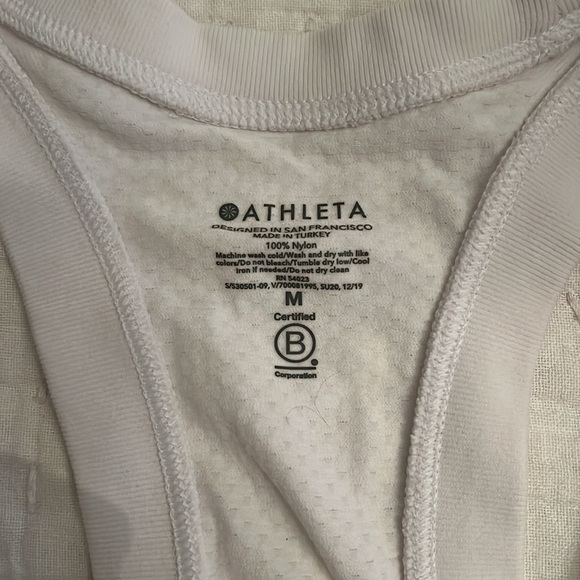 ATHLETA
DESIGNED IN SAN FRANCISCO
MADE IN TURKEY
100% Nylon
Machine wash cold/Wash and dry with like
colors/Do not bleach/Tumble dry low/Cool
iron if needed/Do not dry clean
RN 54023
S/530501-09, V/700081995, SU20, 12/19
M
Certified
B
Corporation